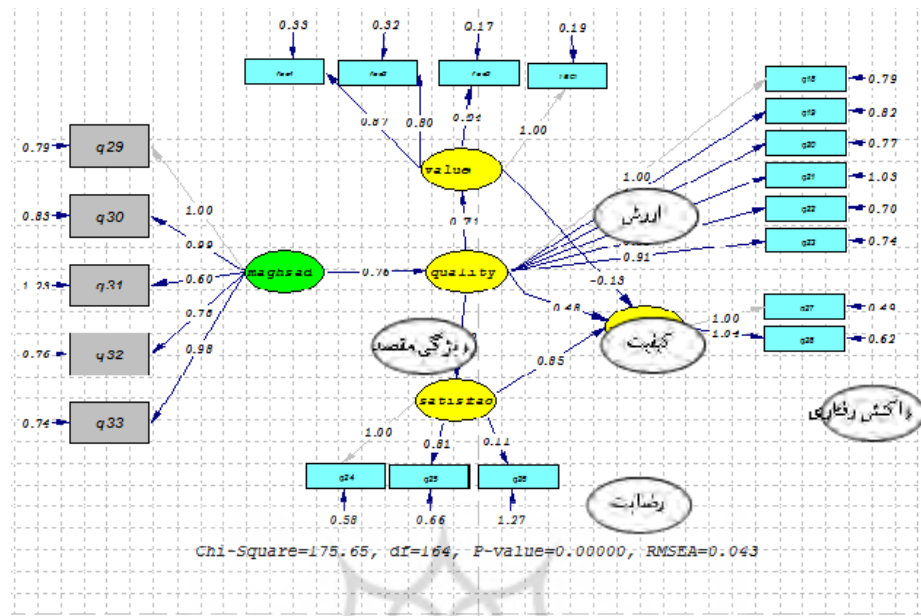 0.33 0.32 0.17 0.19
0.87 0.80 1.00
q18 0.79
q19 0.82
q20 0.77
q21 1.03
q22 0.70
q23 0.74
1.00
0.91
0.79 q29
0.83 q30
q31
0.76 q32
0.74 q33
1.00
0.99
0.60
0.76
0.98
value
ارزش
0.71
maghsad 0.76 quality
-0.13
0.48
ویژگی مقصد
کیفیت
1.00 q27
1.04 q28 0.62
0.85
satisfac
واکنش رفتاری
1.00 0.81 0.11
q24 q25 q26
0.58 0.66 1.27
رضایت
Chi-Square=175.65, df=164, P-value=0.00000, RMSEA=0.043